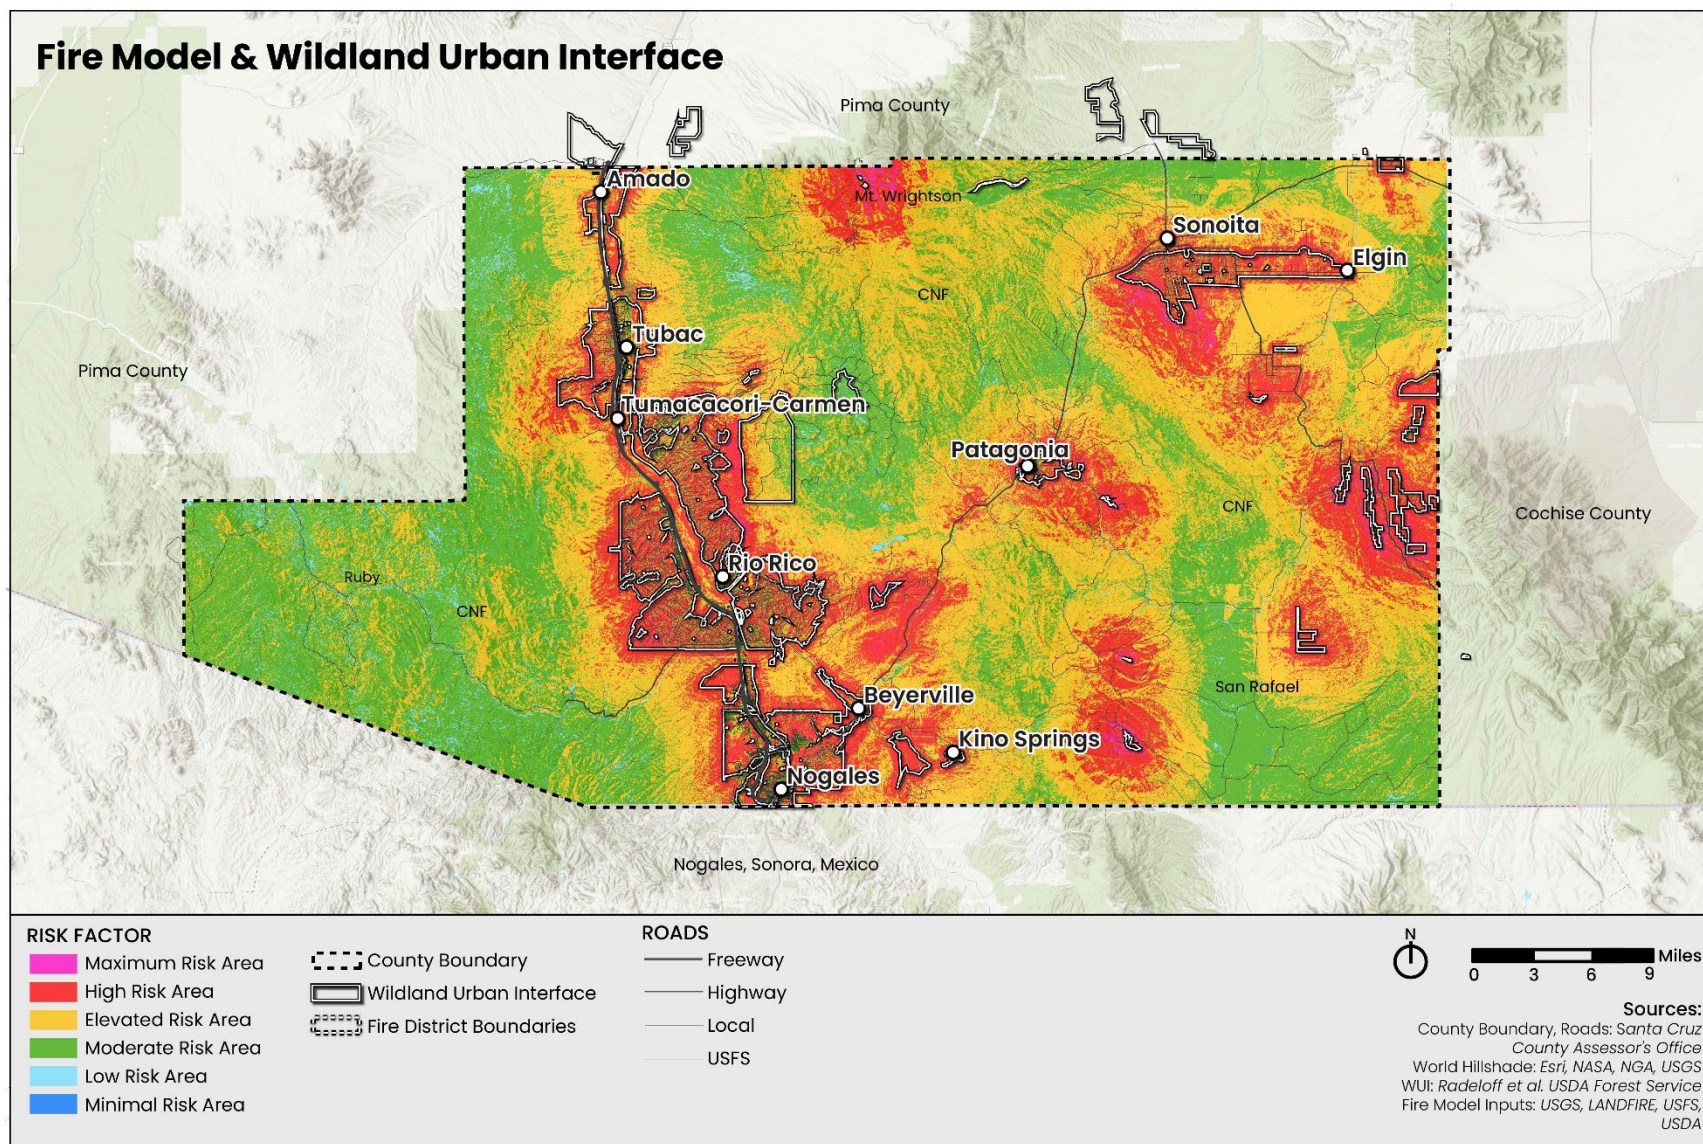 Fire Model & Wildland Urban Interface
Pima County
Amado
Mt. Wrightson
Sonoita
Elgin
CNF
Tubac
Pima County
Tumacacori-Carmen
Patagonia
CNF
Cochise County
Rio Rico
Ruby
CNF
San Rafael
Beyerville
Kino Springs
Nogales
Nogales, Sonora, Mexico
RISK FACTOR
Maximum Risk Area
High Risk Area
Elevated Risk Area
Moderate Risk Area
Low Risk Area
Minimal Risk Area
County Boundary
Wildland Urban Interface
Fire District Boundaries
ROADS
Freeway
Highway
Local
USFS
N
Miles
0 3 6 9
Sources:
County Boundary, Roads: Santa Cruz
County Assessor's Office
World Hillshade: Esri, NASA, NGA, USGS
WUI: Radeloff et al. USDA Forest Service
Fire Model Inputs: USGS, LANDFIRE, USFS,
USDA